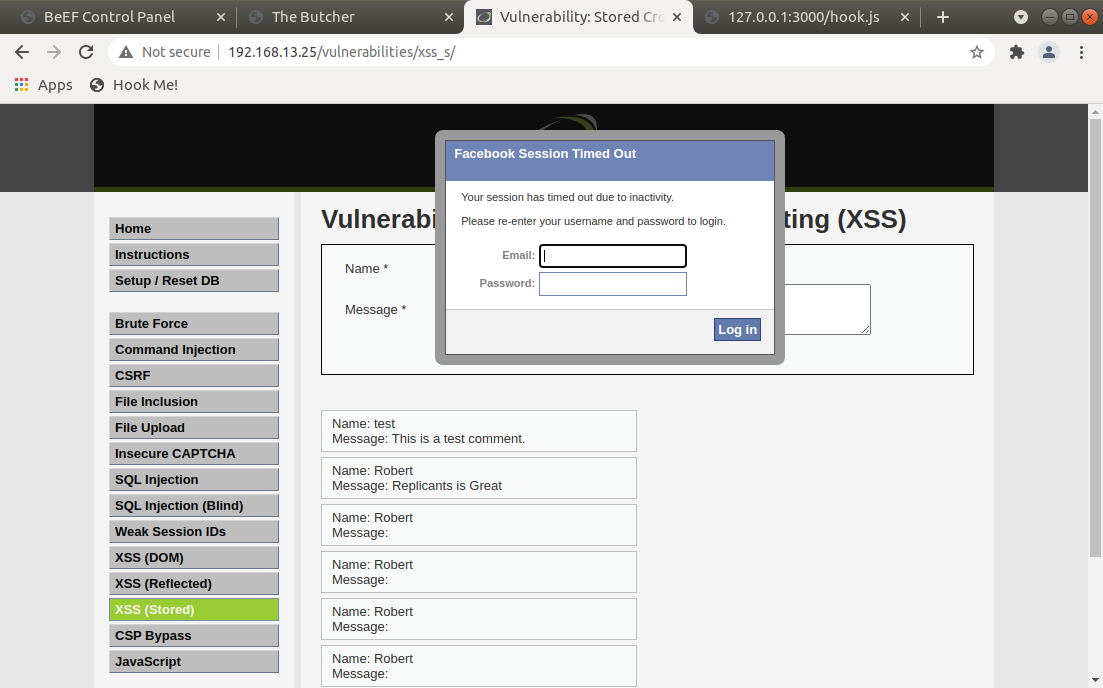 BeEF Control Panel
The Butcher
Vulnerability: Stored Cro
127.0.0.1:3000/hook.js
Not secure
192.168.13.25/vulnerabilities/xss_s/
Apps
Hook Me!
Facebook Session Timed Out
Your session has timed out due to inactivity.
Please re-enter your username and password to login.
Email:
Password:
Log in
Home
Instructions
Setup / Reset DB
Brute Force
Command Injection
CSRF
File Inclusion
File Upload
Insecure CAPTCHA
SQL Injection
SQL Injection (Blind)
Weak Session IDs
XSS (DOM)
XSS (Reflected)
XSS (Stored)
CSP Bypass
JavaScript
Vulnerabi ting (XSS)
Name *
Message *
Name: test
Message: This is a test comment.
Name: Robert
Message: Replicants is Great
Name: Robert
Message:
Name: Robert
Message:
Name: Robert
Message:
Name: Robert
Message: